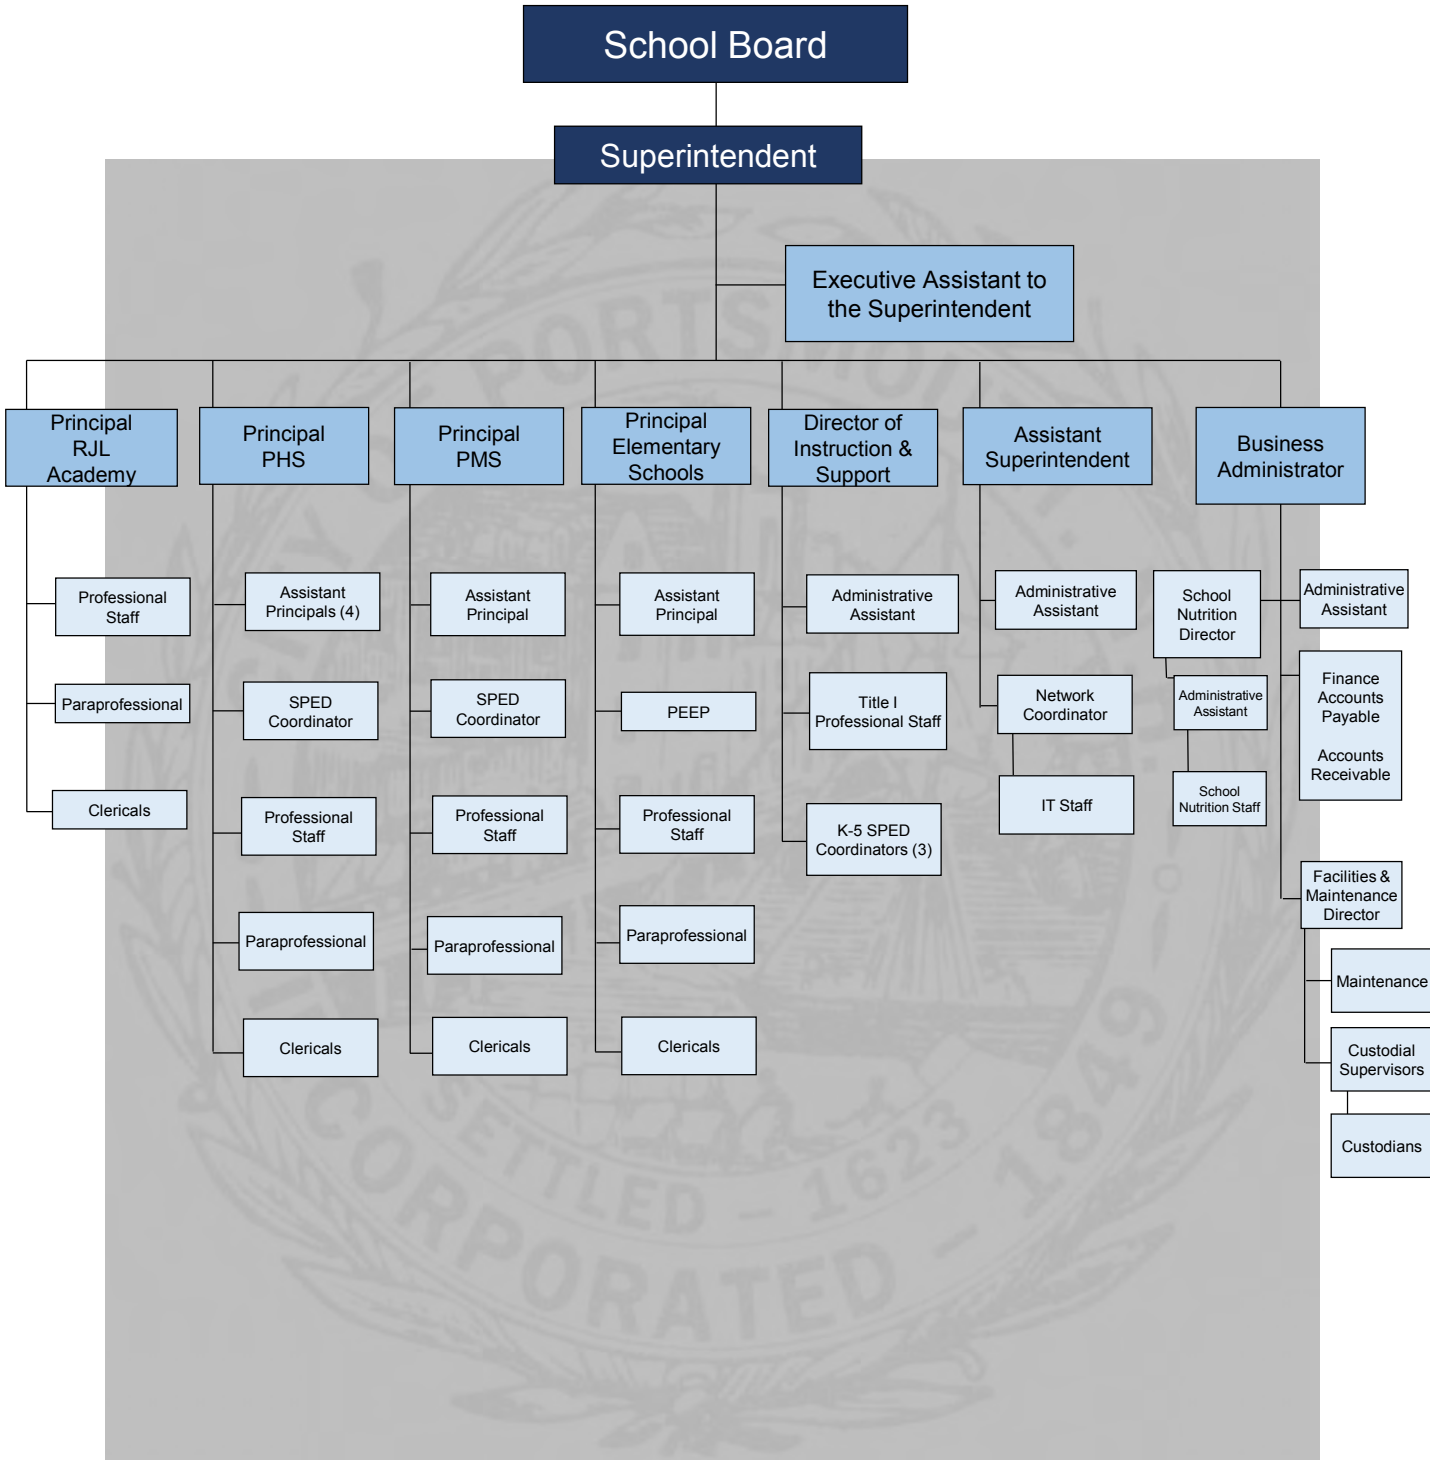 School Board
Superintendent
Executive Assistant to
the Superintendent
Principal
RJL
Academy
Principal
PHS
Principal
PMS
Principal
Elementary
Schools
Director of
Instruction &
Support
Assistant
Superintendent
Business
Administrator
Professional
Staff
Paraprofessional
Clericals
Assistant
Principals (4)
SPED
Coordinator
Professional
Staff
Paraprofessional
Clericals
Assistant
Principal
SPED
Coordinator
Professional
Staff
Paraprofessional
Clericals
Assistant
Principal
PEEP
Professional
Staff
Paraprofessional
Clericals
Administrative
Assistant
Title I
Professional Staff
K-5 SPED
Coordinators (3)
Administrative
Assistant
Network
Coordinator
IT Staff
School
Nutrition
Director
Administrative
Assistant
School
Nutrition Staff
Administrative
Assistant
Finance
Accounts
Payable
Accounts
Receivable
Facilities &
Maintenance
Director
Maintenance
Custodial
Supervisors
Custodians
SETTLED - 1623
CORPORATED - 1849